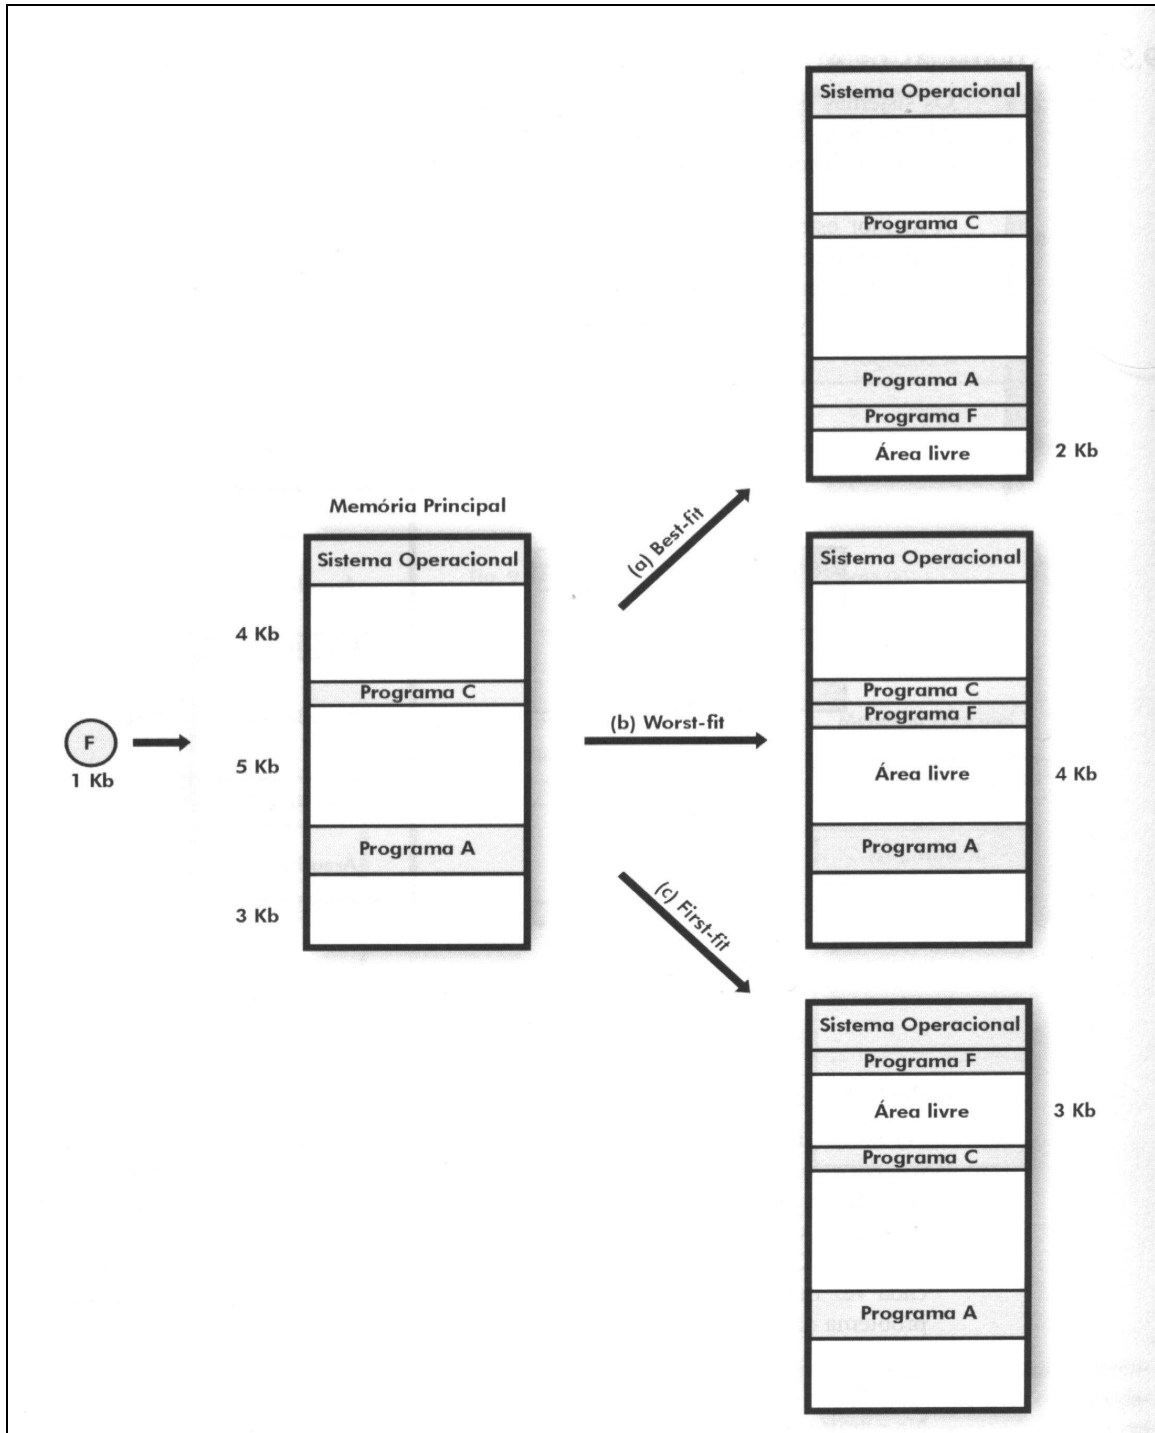 Memória Principal
Sistema Operacional
4 Kb
Programa C
F
1 Kb
5 Kb
Programa A
3 Kb
(a) Best-fit
Sistema Operacional
Programa C
Programa A
Programa F
Área livre
2 Kb
(b) Worst-fit
Sistema Operacional
Programa C
Programa F
Área livre
4 Kb
Programa A
(c) First-fit
Sistema Operacional
Programa F
Área livre
3 Kb
Programa C
Programa A